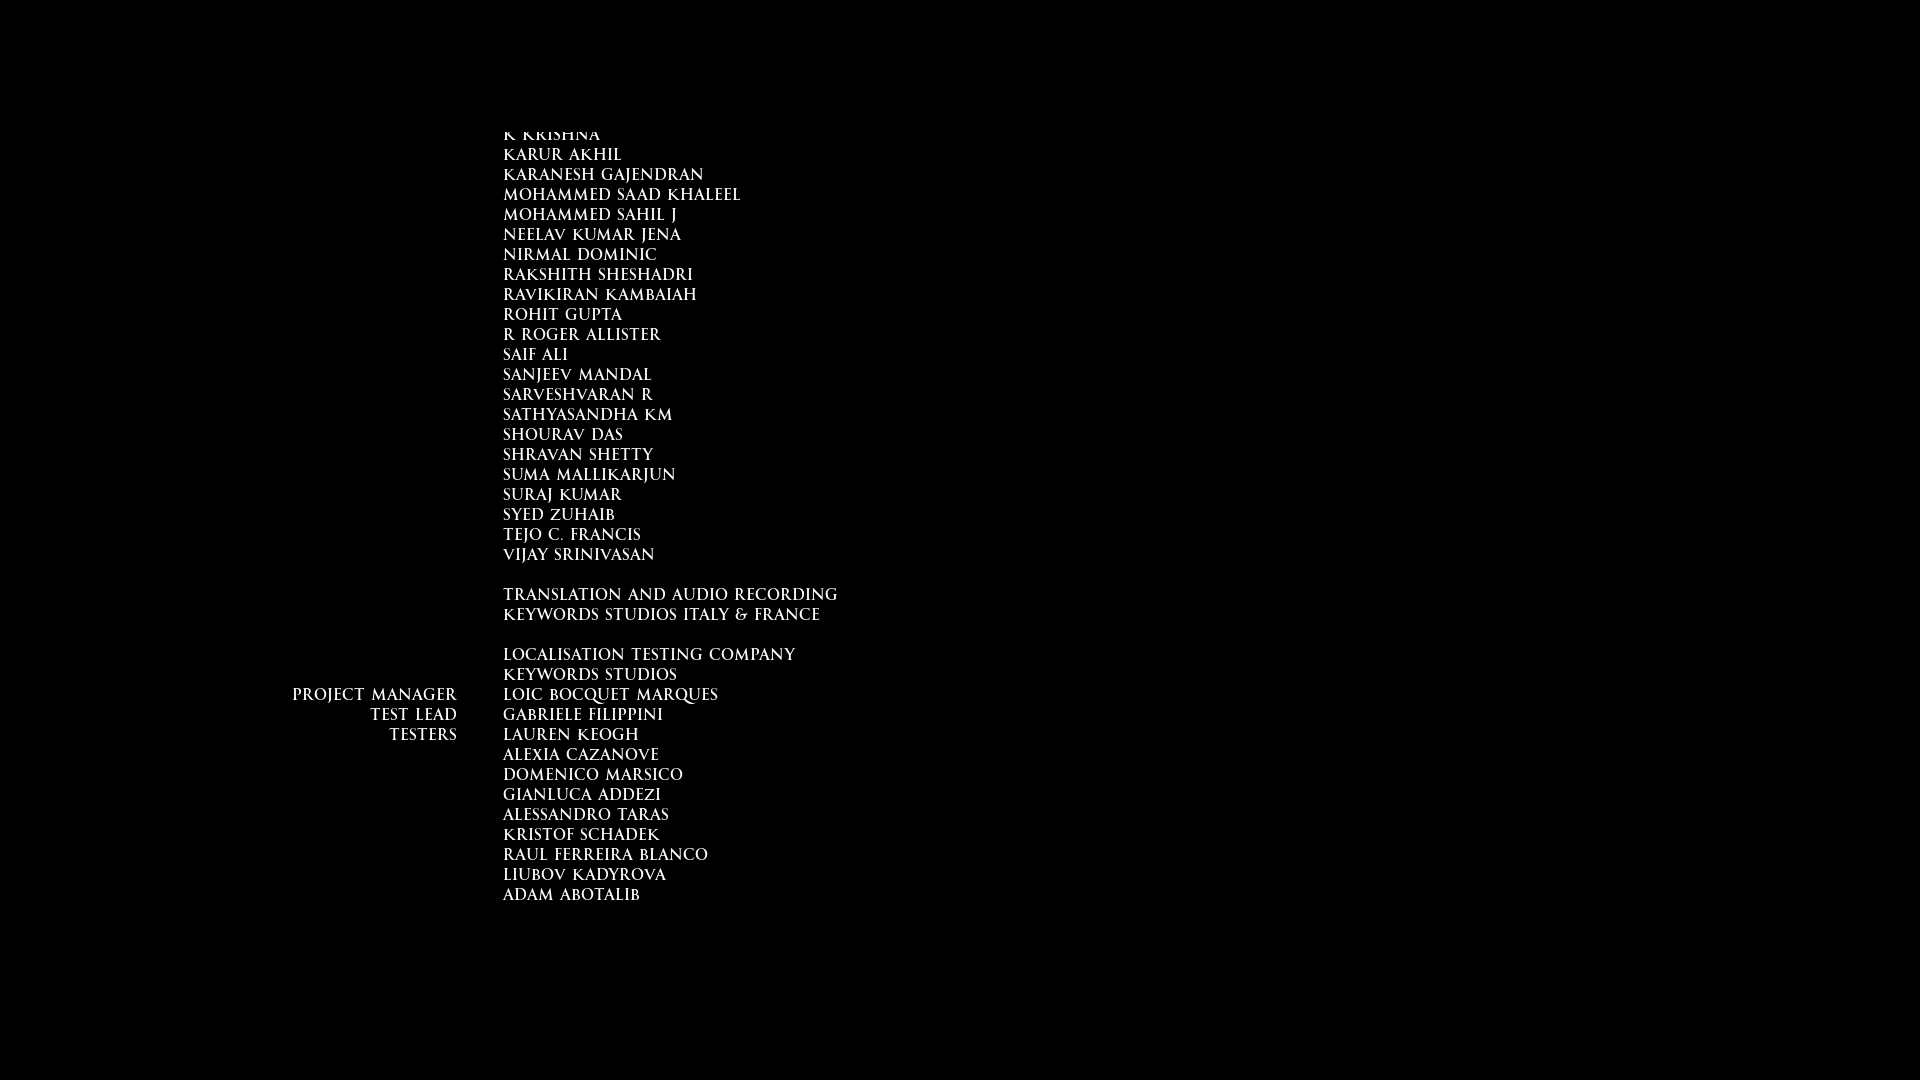 K KRISHNA
KARUR AKHIL
KARANESH GAJENDRAN
MOHAMMED SAAD KHALEEL
MOHAMMED SAHIL J
NEELAV KUMAR JENA
NIRMAL DOMINIC
RAKSHITH SHESHADRI
RAVIKIRAN KAMBAIAH
ROHIT GUPTA
R ROGER ALLISTER
SAIF ALI
SANJEEV MANDAL
SARVESHVARAN R
SATHYASANDHA KM
SHOURAV DAS
SHRAVAN SHETTY
SUMA MALLIKARJUN
SURAJ KUMAR
SYED ZUHAIB
TEJO C. FRANCIS
VIJAY SRINIVASAN
TRANSLATION AND AUDIO RECORDING
KEYWORDS STUDIOS ITALY & FRANCE
LOCALISATION TESTING COMPANY
KEYWORDS STUDIOS
PROJECT MANAGER LOIC BOCQUET MARQUES
TEST LEAD GABRIELE FILIPPINI
TESTERS LAUREN KEOGH
ALEXIA CAZANOVE
DOMENICO MARSICO
GIANLUCA ADDEZI
ALESSANDRO TARAS
KRISTOF SCHADEK
RAUL FERREIRA BLANCO
LIUBOV KADYROVA
ADAM ABOTALIB